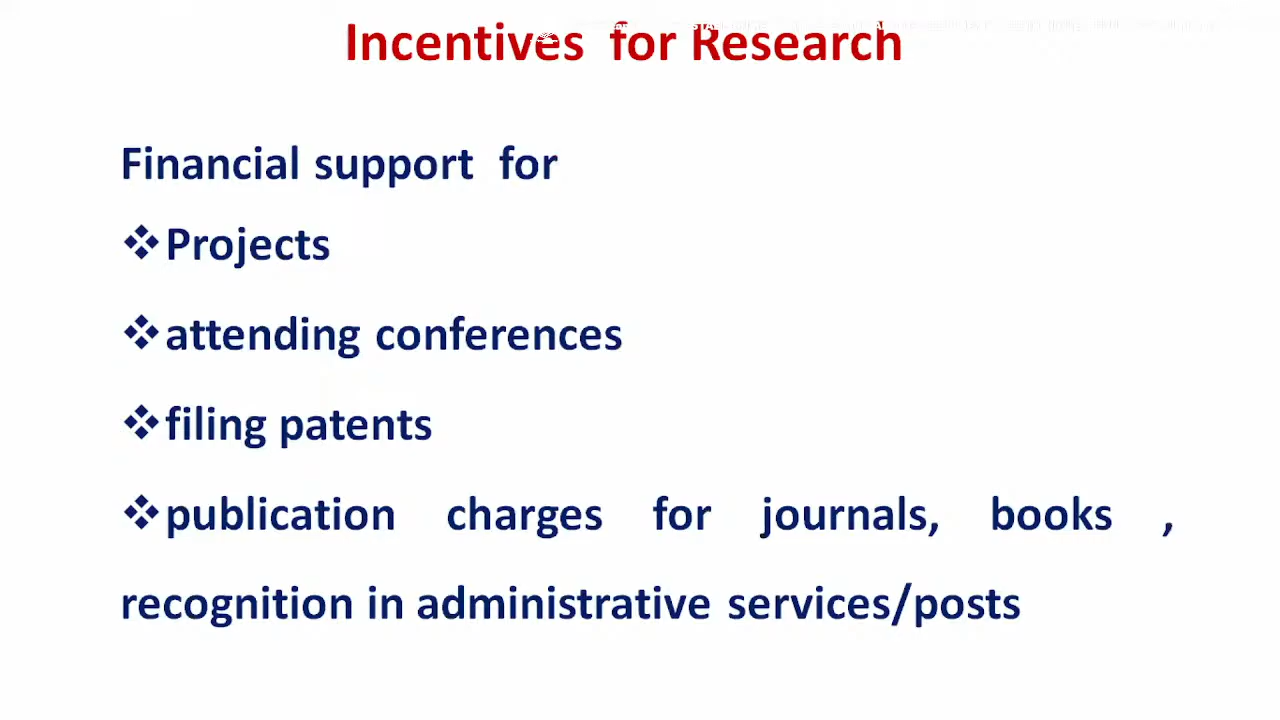 Incentives for Research
Financial support for
❖Projects
❖attending conferences
❖filing patents
❖publication charges for journals, books ,
recognition in administrative services/posts